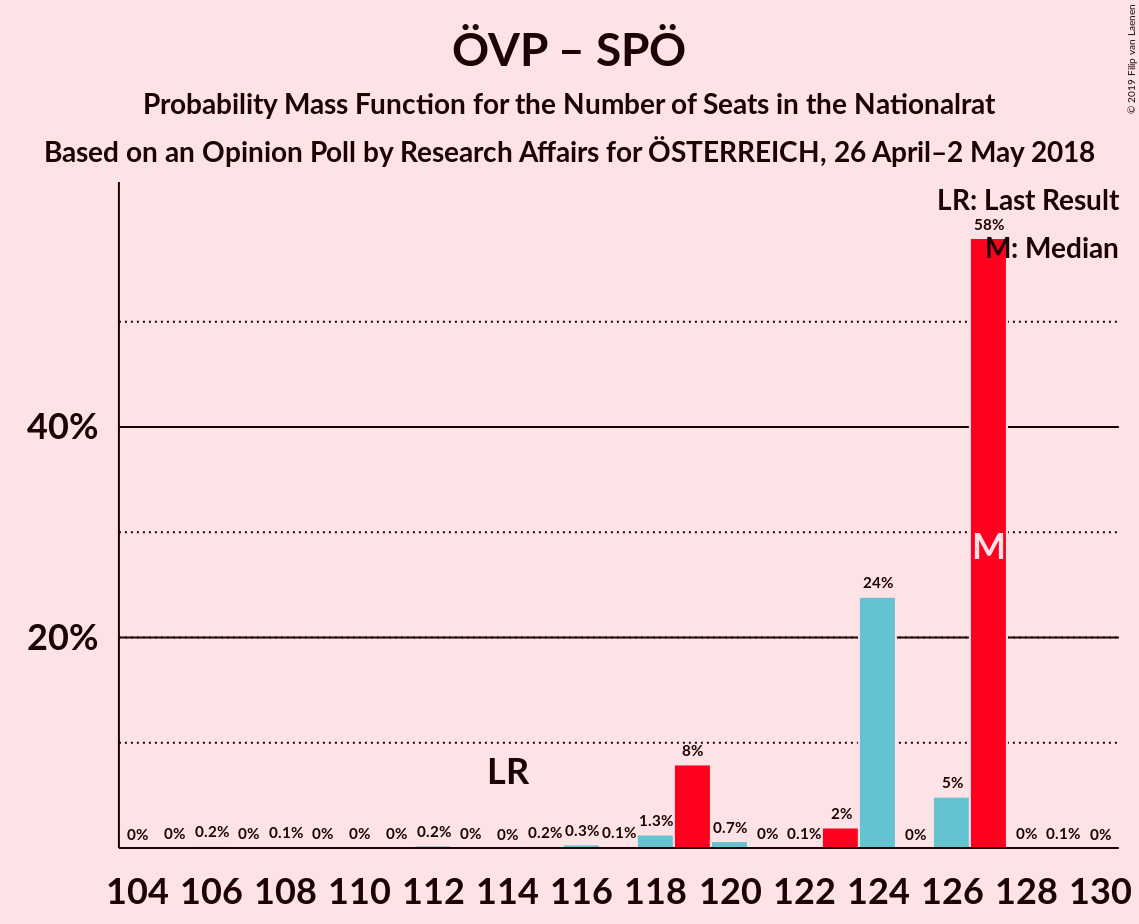 ÖVP – SPÖ
Probability Mass Function for the Number of Seats in the Nationalrat
Based on an Opinion Poll by Research Affairs for ÖSTERREICH, 26 April–2 May 2018
© 2019 Filip van Laenen
LR: Last Result
58%
M: Median
40%
M
24%
20%
LR
8%
5%
2%
0% 0% 0.2% 0% 0.1% 0% 0% 0% 0.2% 0% 0% 0.2% 0.3% 0.1% 1.3% 0.7% 0% 0.1% 0% 0% 0.1% 0%
104 106 108 110 112 114 116 118 120 122 124 126 128 130